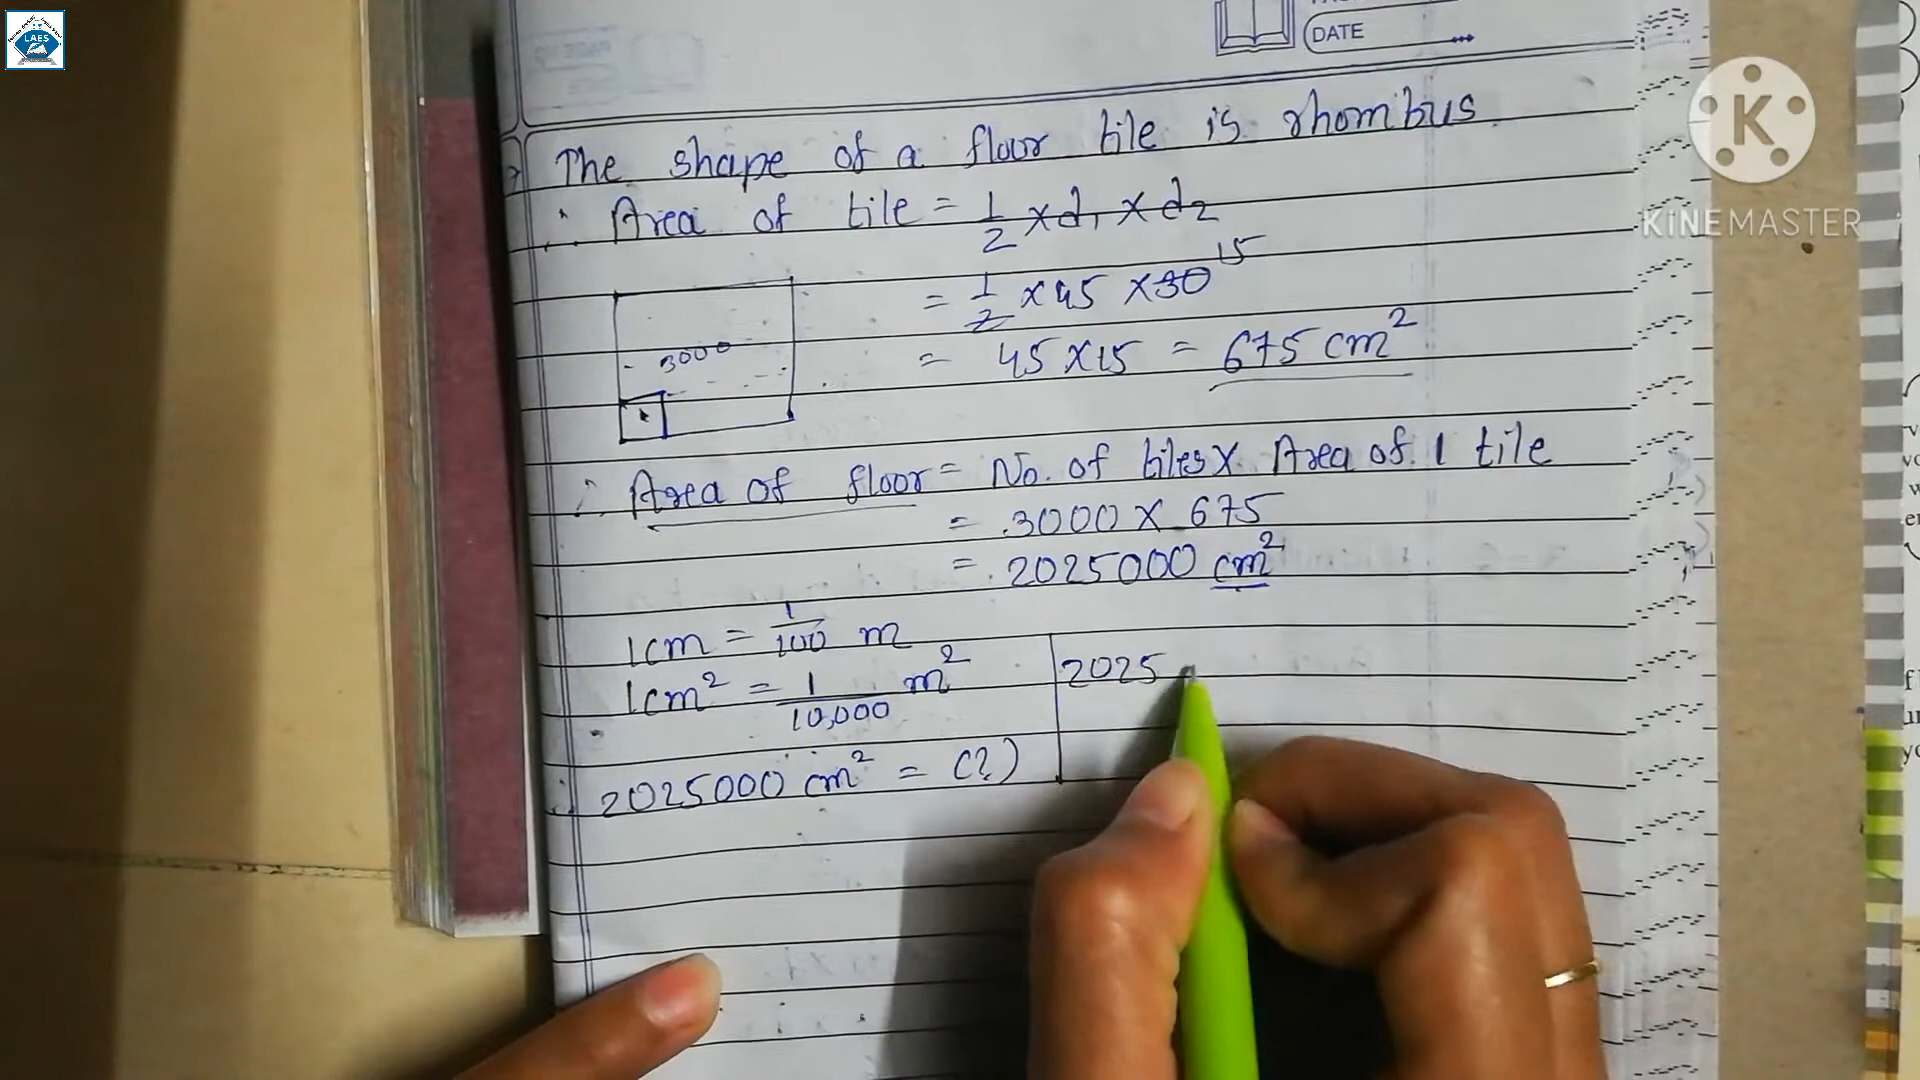 LAES
DATE
KINEMASTER
K
The shape of a floor tile is rhombus
∴ Area of tile = 1/2 × d1 × d2
= 1/2 × 45 × 30 15
3000
= 45 × 15 = 675 cm²
∴ Area of floor = No. of tiles × Area of 1 tile
= 3000 × 675
= 2025000 cm²
1cm = 1/100 m
1cm² = 1/10,000 m²
2025
∴ 2025000 cm² = (?)